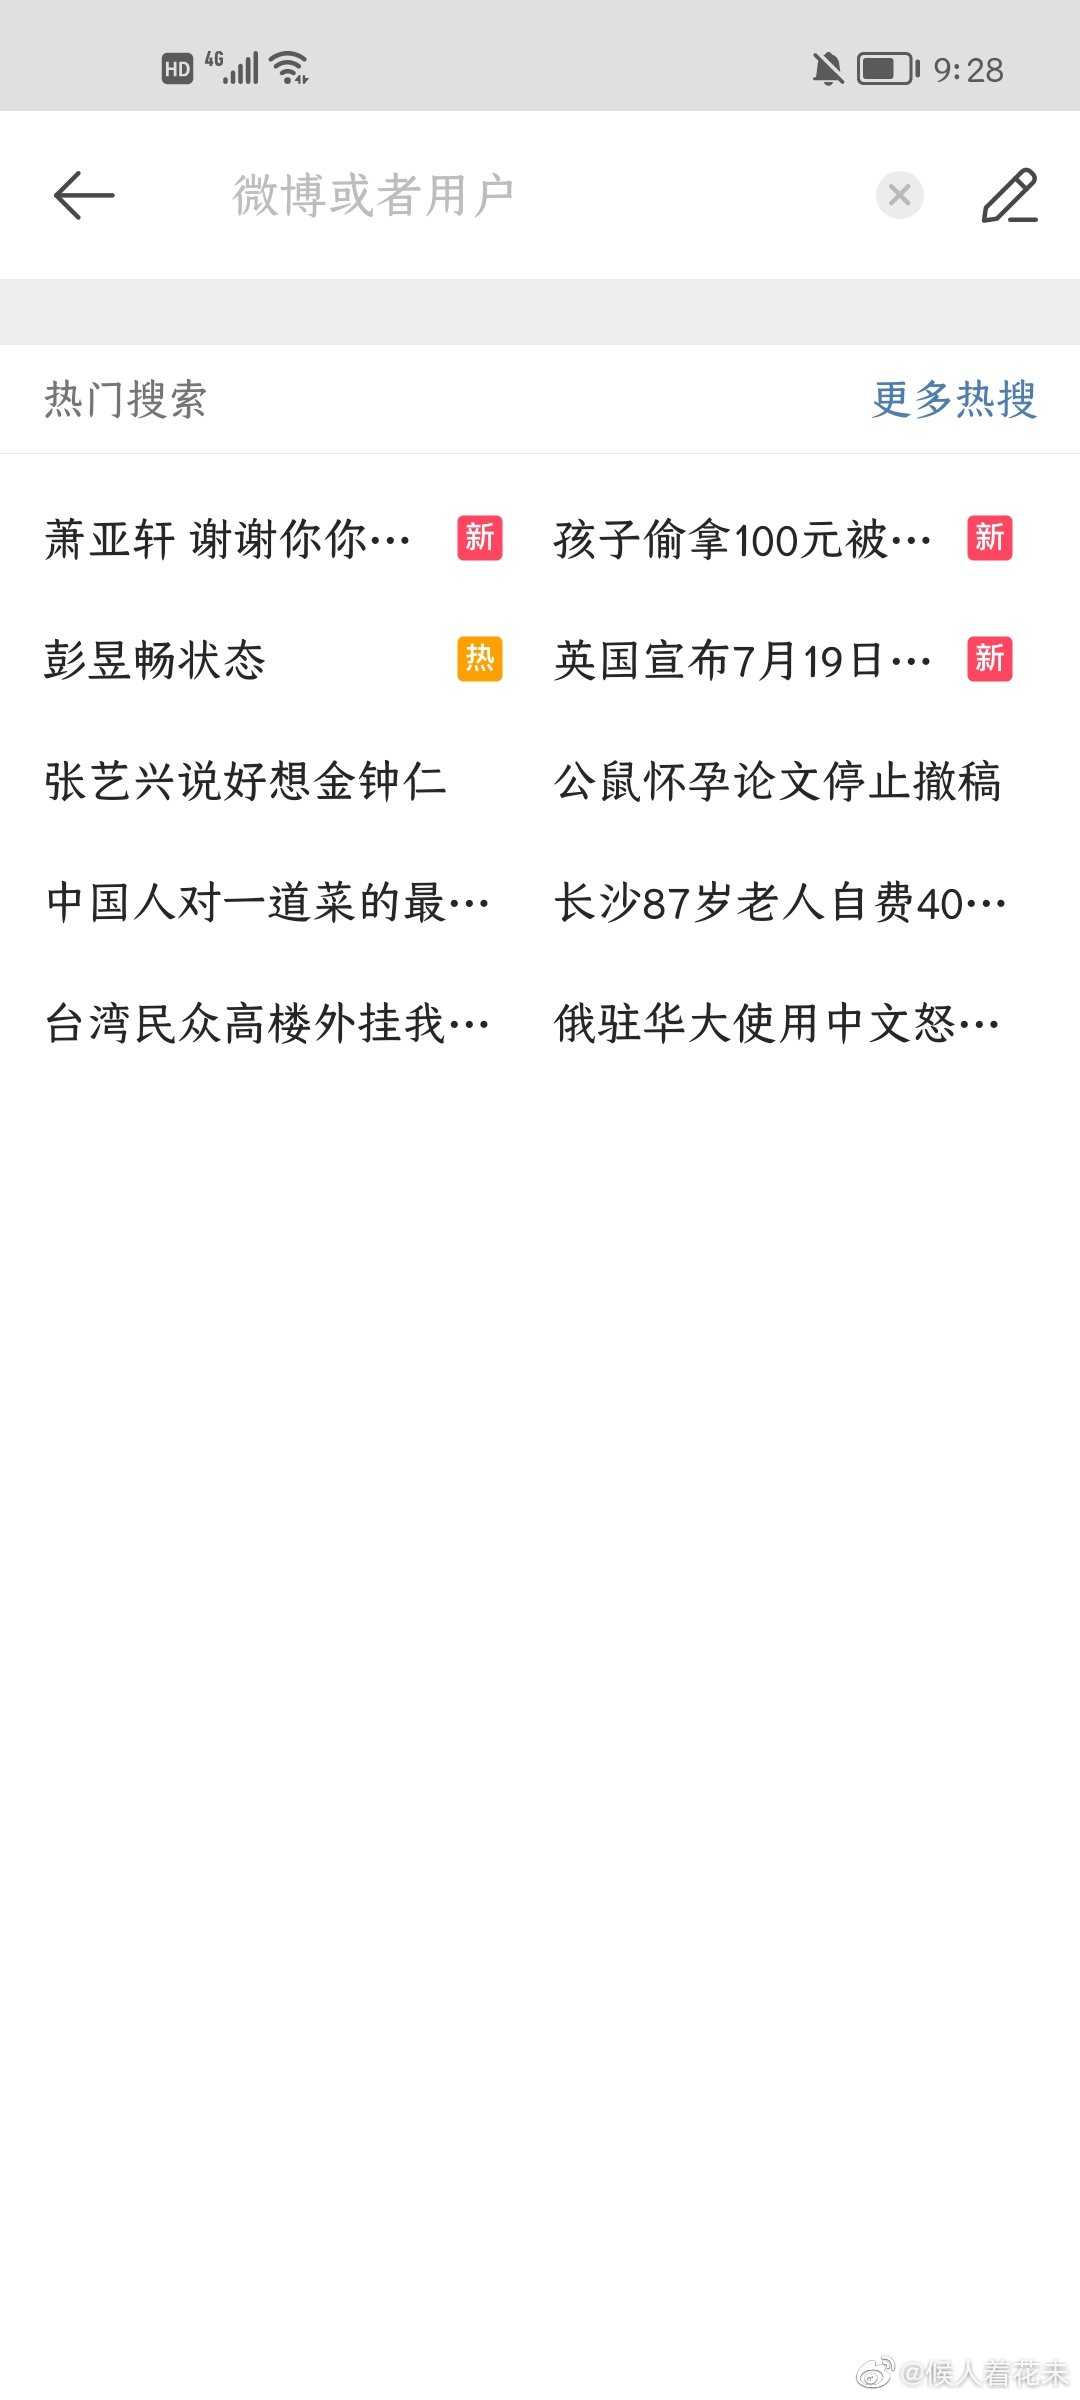 HD 4G 9:28
微博或者用户
热门搜索 更多热搜
萧亚轩 谢谢你你… 新 孩子偷拿100元被… 新
彭昱畅状态 热 英国宣布7月19日… 新
张艺兴说好想金钟仁 公鼠怀孕论文停止撤稿
中国人对一道菜的最… 长沙87岁老人自费40…
台湾民众高楼外挂我… 俄驻华大使用中文怒…
@候人着花未